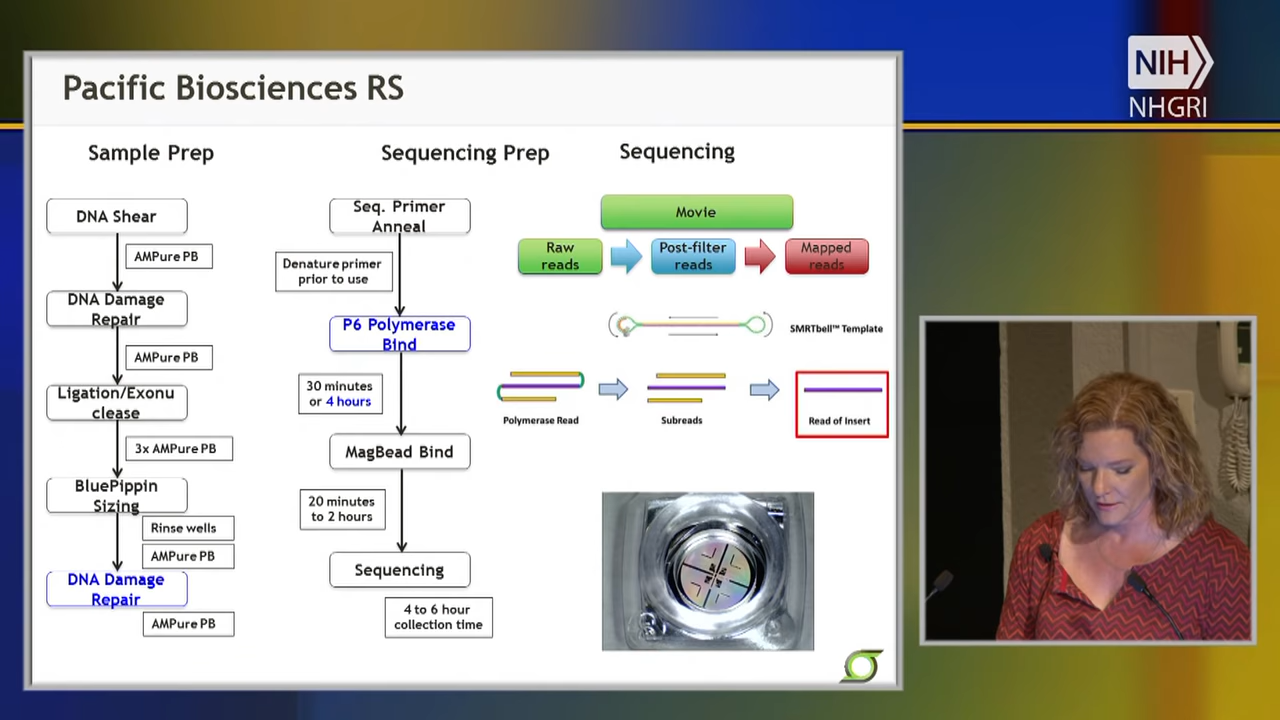 Pacific Biosciences RS
NIH
NHGRI
Sample Prep
DNA Shear
AMPure PB
DNA Damage
Repair
AMPure PB
Ligation/Exonu
clease
3x AMPure PB
BluePippin
Sizing
Rinse wells
AMPure PB
DNA Damage
Repair
AMPure PB
Sequencing Prep
Seq. Primer
Anneal
Denature primer
prior to use
P6 Polymerase
Bind
30 minutes
or 4 hours
MagBead Bind
20 minutes
to 2 hours
Sequencing
4 to 6 hour
collection time
Sequencing
Movie
Raw
reads
Post-filter
reads
Mapped
reads
SMRTbell™ Template
Polymerase Read
Subreads
Read of Insert